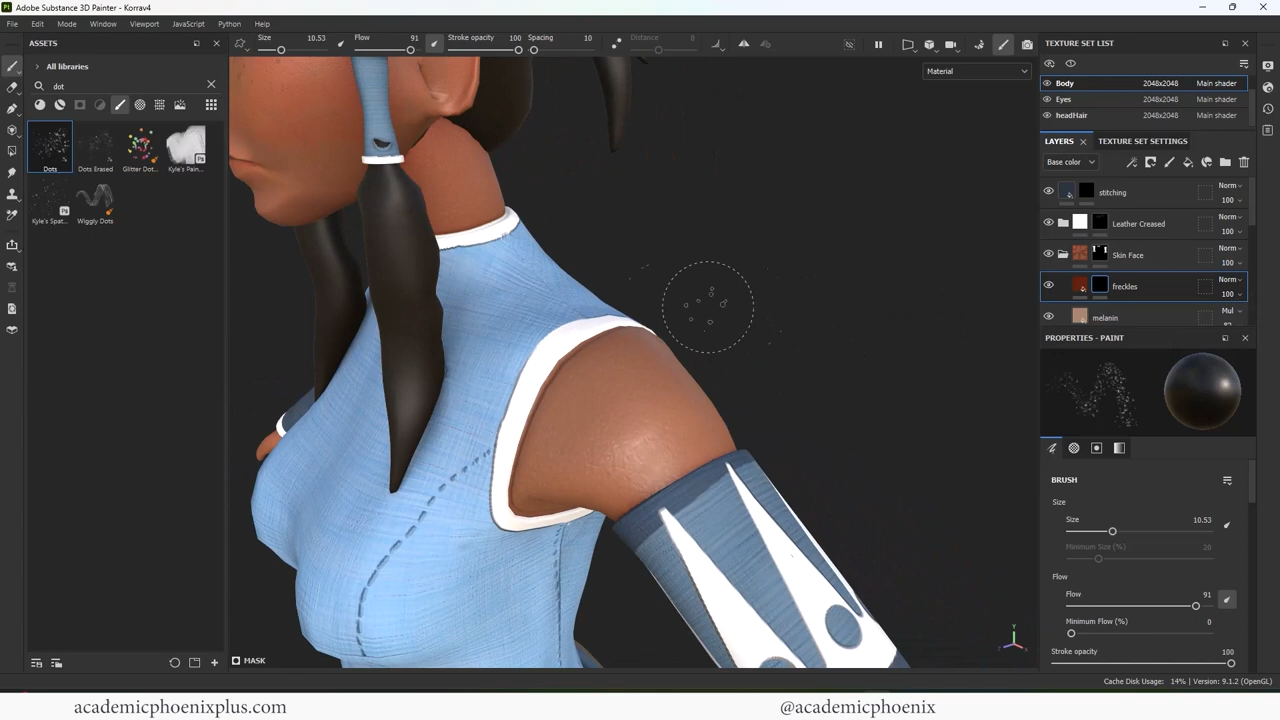 Pt Adobe Substance 3D Painter - Korrav4
File Edit Mode Window Viewport JavaScript Python Help
ASSETS
Size 10.53 Flow 91 Stroke opacity 100 Spacing 10 Distance 8
TEXTURE SET LIST
All libraries
dot
Material
Body 2048x2048 Main shader
Eyes 2048x2048 Main shader
headHair 2048x2048 Main shader
LAYERS TEXTURE SET SETTINGS
Base color
Dots Dots Erased Glitter Dot... Kyle's Pain...
Ps
Kyle's Spat... Wiggly Dots
Ps
stitching Norm 100
Leather Creased Norm 100
Skin Face Norm 100
freckles Norm 100
melanin Mul
PROPERTIES - PAINT
BRUSH
Size
Size 10.53
Minimum Size (%) 20
Flow
Flow 91
Minimum Flow (%) 0
Stroke opacity 100
Y
MASK
Cache Disk Usage: 14% | Version: 9.1.2 (OpenGL)
academicphoenixplus.com @academicphoenix